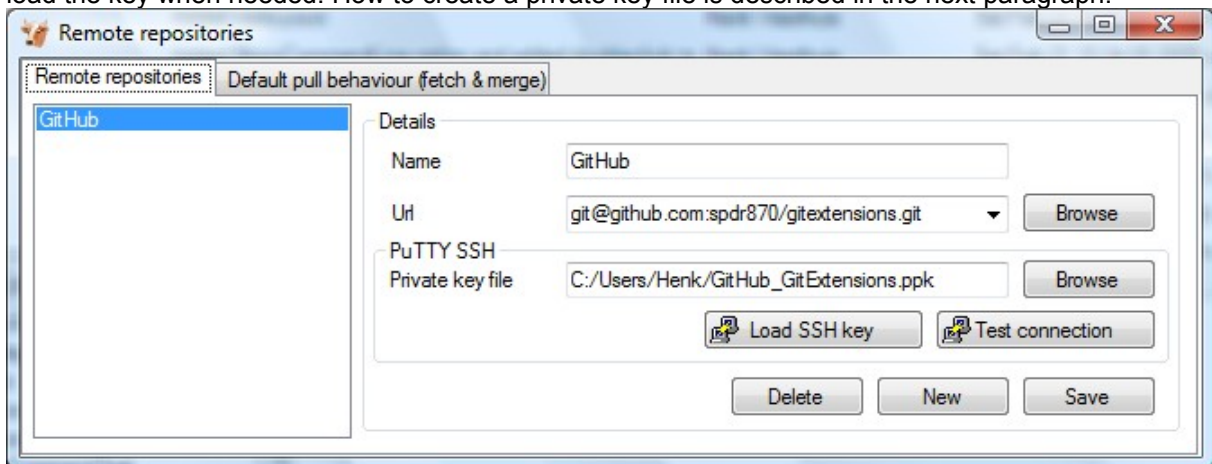 load the key when needed. How to create a private key file is described in the next paragraph.
Remote repositories
Remote repositories Default pull behaviour (fetch & merge)
GitHub
Details
Name GitHub
Url git@github.com:spdr870/gitextensions.git Browse
PuTTY SSH
Private key file C:/Users/Henk/GitHub_GitExtensions.ppk Browse
Load SSH key Test connection
Delete New Save